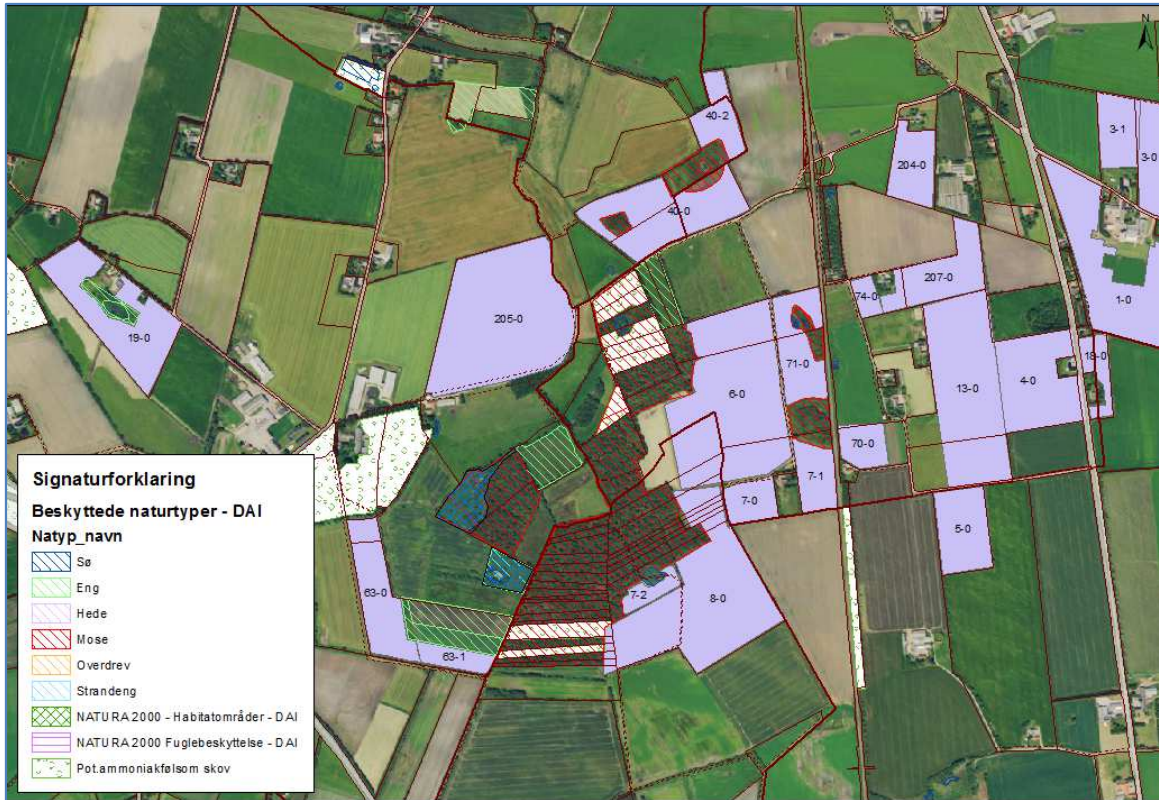 N
40-2
3-1
3-0
204-0
40-0
207-0
74-0
1-0
205-0
19-0
18-0
71-0
6-0
13-0
4-0
70-0
7-1
7-0
5-0
63-0
7-2
8-0
63-1
Signaturforklaring
Beskyttede naturtyper - DAI
Natyp_navn
Sø
Eng
Hede
Mose
Overdrev
Strandeng
NATURA 2000 - Habitatområder - DAI
NATURA 2000 Fuglebeskyttelse - DAI
Pot.ammoniakfølsom skov